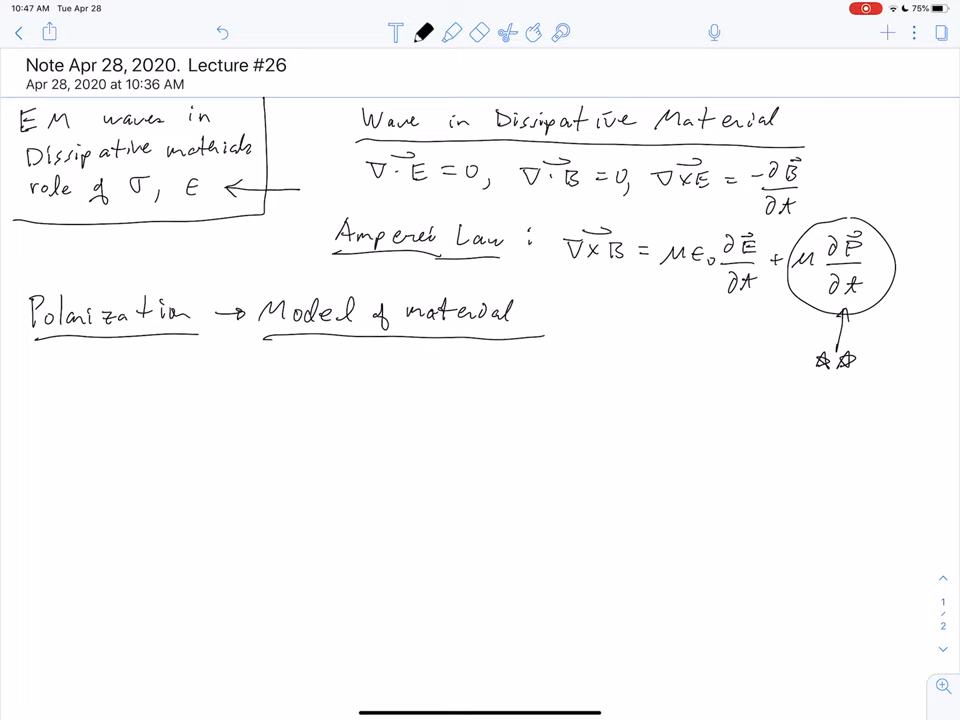 10:47 AM Tue Apr 28
75%
Note Apr 28, 2020. Lecture #26
Apr 28, 2020 at 10:36 AM
EM waves in
Dissipative materials
role of σ, ϵ ←
Wave in Dissipative Material
∇⃗·E = 0, ∇⃗·B = 0, ∇⃗×E = -∂B⃗/∂t
Amperes Law : ∇⃗×B = μϵ₀ ∂E⃗/∂t + μ ∂P⃗/∂t
☆☆
Polarization → Model of material
1
/
2